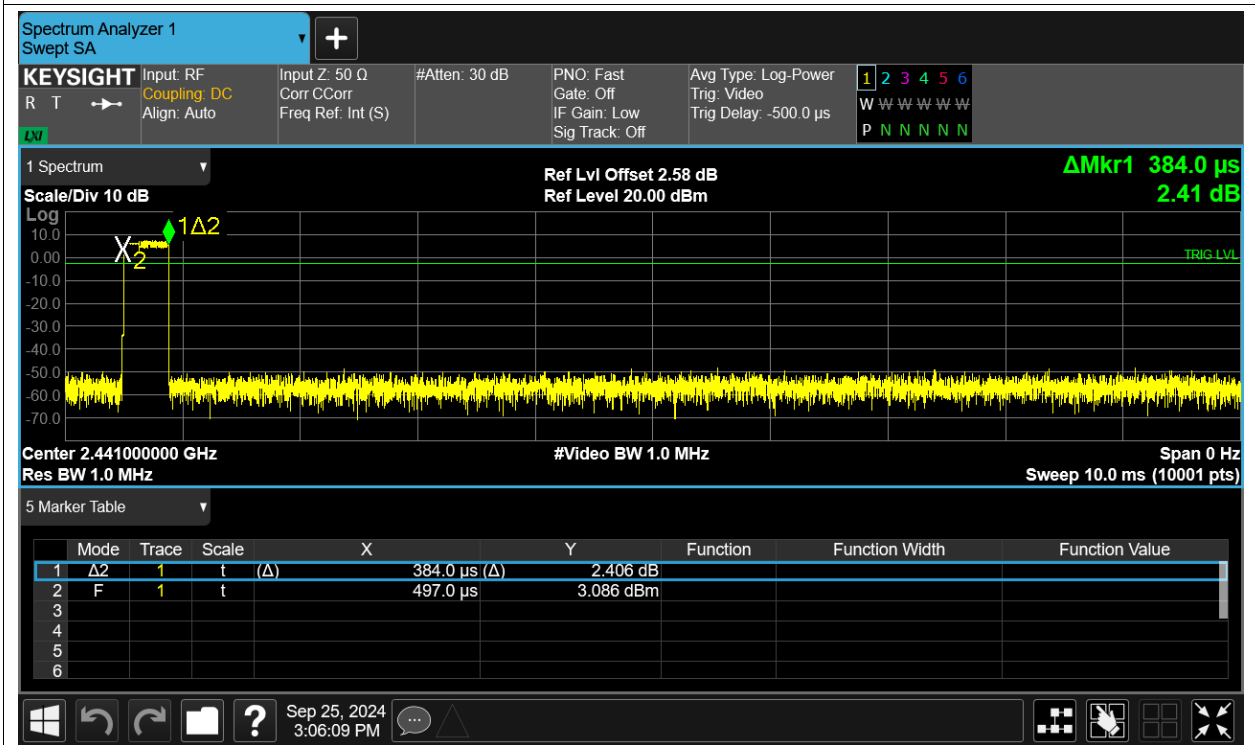 Spectrum Analyzer 1
Swept SA
KEYSIGHT Input: RF Input Z: 50 Ω #Atten: 30 dB PNO: Fast Avg Type: Log-Power 1 2 3 4 5 6
R T Coupling: DC Corr CCorr Gate: Off Trig: Video W W W W W W
Align: Auto Freq Ref: Int (S) IF Gain: Low Trig Delay: -500.0 µs
LXI Sig Track: Off P N N N N N
1 Spectrum Ref Lvl Offset 2.58 dB ΔMkr1 384.0 µs
Scale/Div 10 dB Ref Level 20.00 dBm 2.41 dB
Log
1Δ2
10.0
X2
0.00 TRIG LVL
-10.0
-20.0
-30.0
-40.0
-50.0
-60.0
-70.0
Center 2.441000000 GHz #Video BW 1.0 MHz Span 0 Hz
Res BW 1.0 MHz Sweep 10.0 ms (10001 pts)
5 Marker Table
Mode Trace Scale X Y Function Function Width Function Value
1 Δ2 1 t (Δ) 384.0 µs (Δ) 2.406 dB
2 F 1 t 497.0 µs 3.086 dBm
3
4
5
6
? Sep 25, 2024
3:06:09 PM